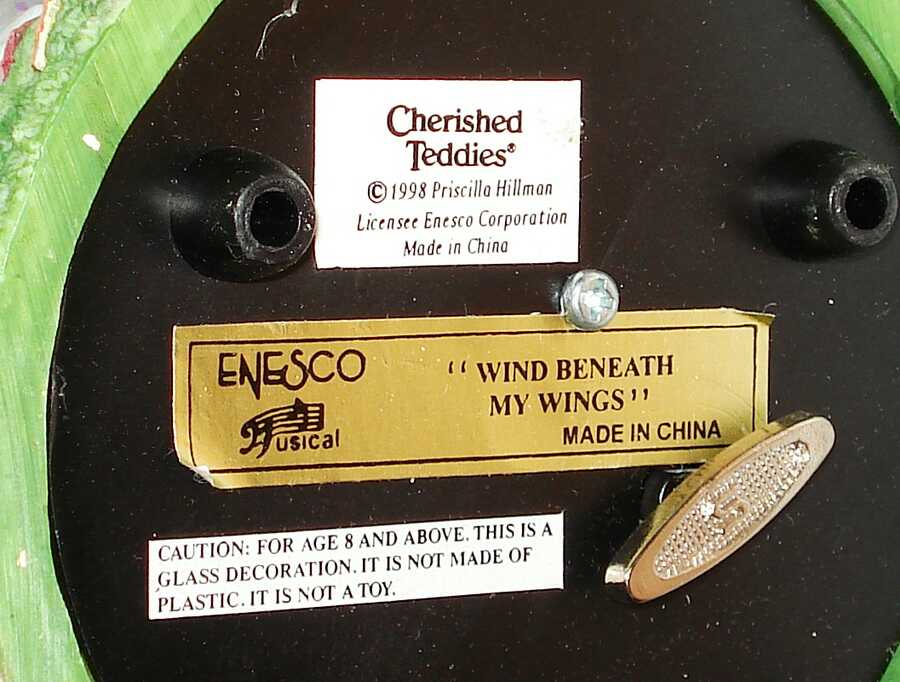 Cherished
Teddies®
© 1998 Priscilla Hillman
Licensee Enesco Corporation
Made in China
ENESCO
Musical
“WIND BENEATH
MY WINGS”
MADE IN CHINA
CAUTION: FOR AGE 8 AND ABOVE. THIS IS A
GLASS DECORATION. IT IS NOT MADE OF
PLASTIC. IT IS NOT A TOY.